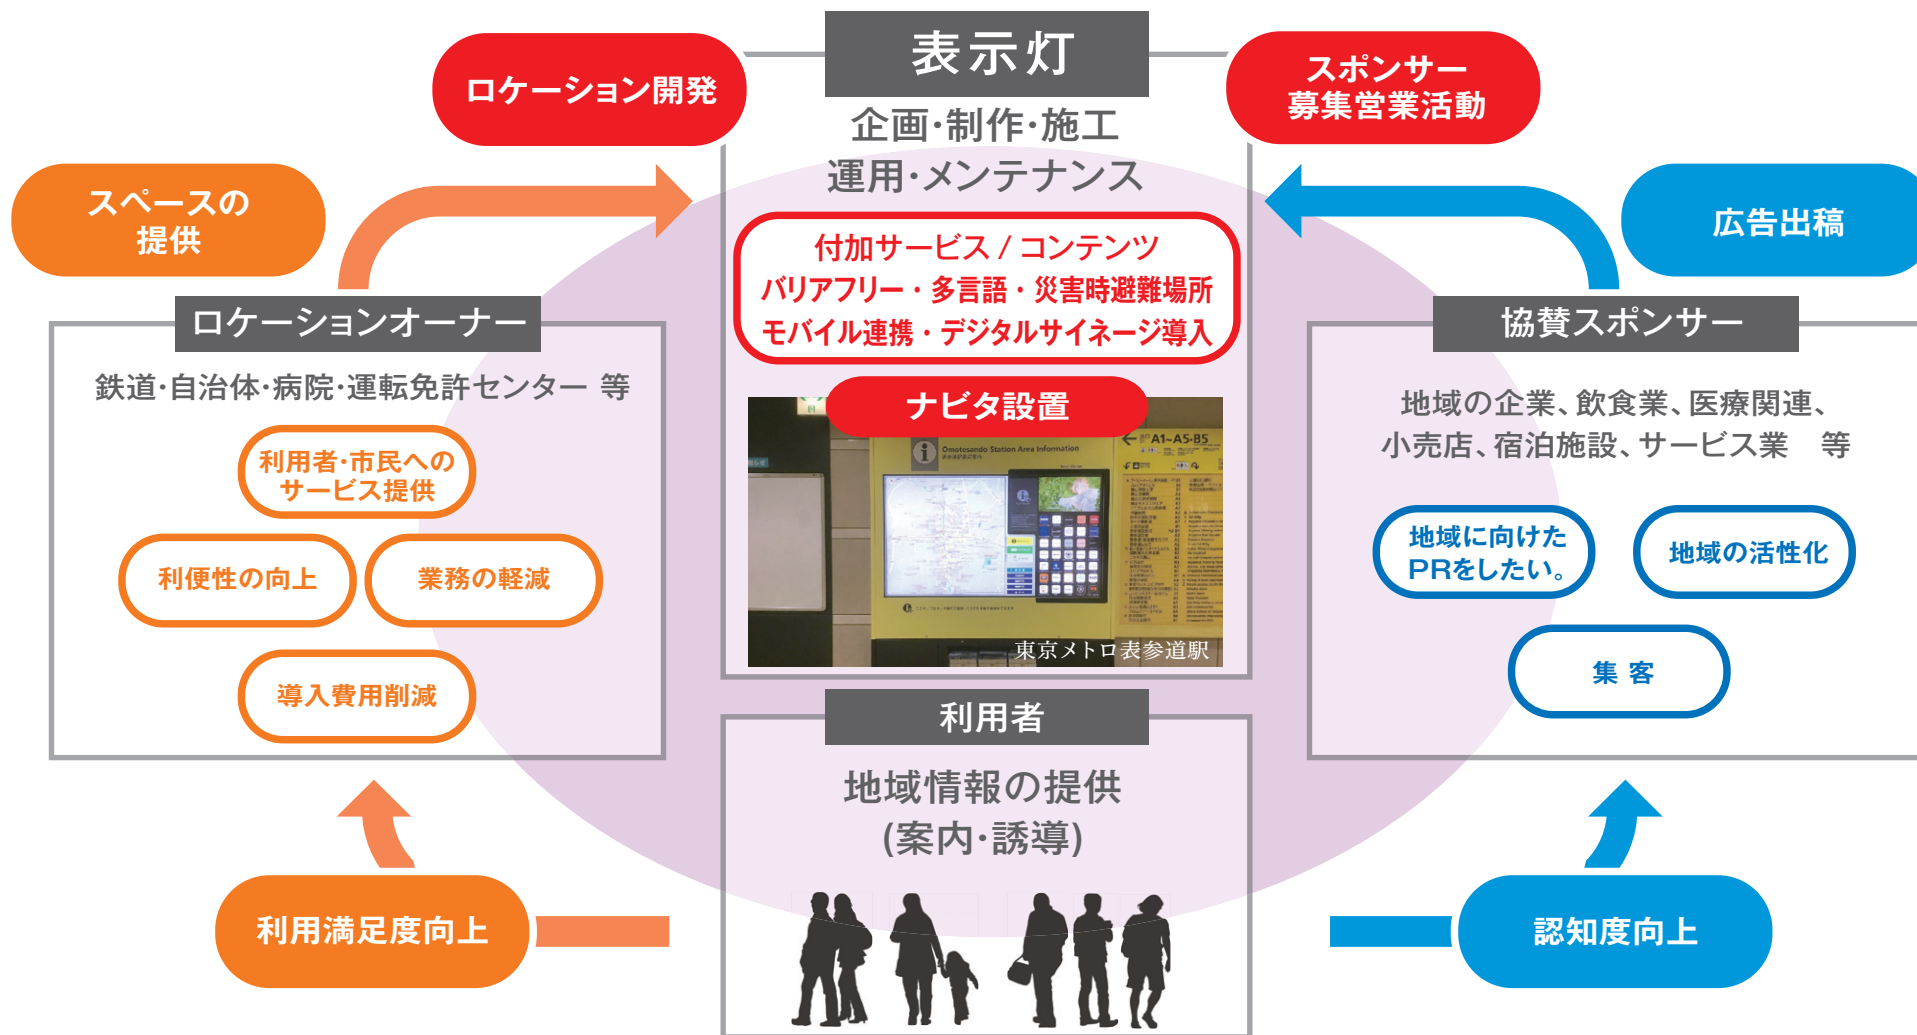 表示灯
ロケーション開発
スポンサー
募集営業活動
企画・制作・施工
運用・メンテナンス
スペースの
提供
広告出稿
付加サービス / コンテンツ
バリアフリー・多言語・災害時避難場所
モバイル連携・デジタルサイネージ導入
ロケーションオーナー
鉄道・自治体・病院・運転免許センター 等
利用者・市民への
サービス提供
利便性の向上
業務の軽減
導入費用削減
ナビタ設置
Omotesando Station Area Information
A1~A5・B5
東京メトロ表参道駅
協賛スポンサー
地域の企業、飲食業、医療関連、
小売店、宿泊施設、サービス業 等
地域に向けた
PRをしたい。
地域の活性化
集 客
利用者
地域情報の提供
(案内・誘導)
利用満足度向上
認知度向上